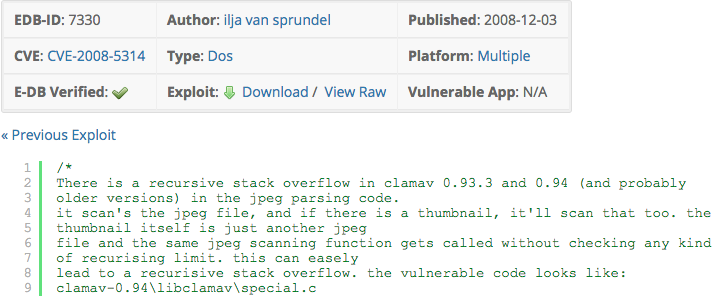 EDB-ID: 7330 Author: ilja van sprundel Published: 2008-12-03
CVE: CVE-2008-5314 Type: Dos Platform: Multiple
E-DB Verified: Exploit: Download / View Raw Vulnerable App: N/A
« Previous Exploit
1 /*
2 There is a recursive stack overflow in clamav 0.93.3 and 0.94 (and probably
3 older versions) in the jpeg parsing code.
4 it scan's the jpeg file, and if there is a thumbnail, it'll scan that too. the
5 thumbnail itself is just another jpeg
6 file and the same jpeg scanning function gets called without checking any kind
7 of recurising limit. this can easely
8 lead to a recurisive stack overflow. the vulnerable code looks like:
9 clamav-0.94\libclamav\special.c